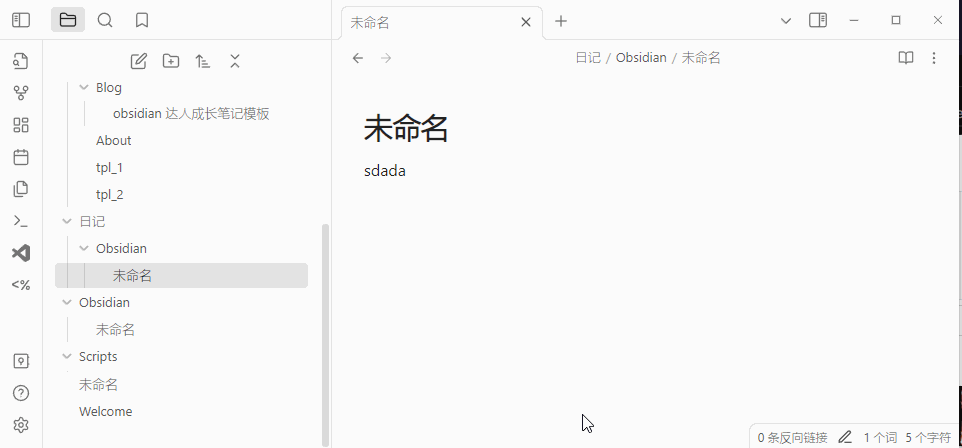 未命名
日记 / Obsidian / 未命名
Blog
obsidian 达人成长笔记模板
About
tpl_1
tpl_2
日记
Obsidian
未命名
Obsidian
未命名
Scripts
未命名
Welcome
<%
未命名
sdada
0 条反向链接 1 个词 5 个字符